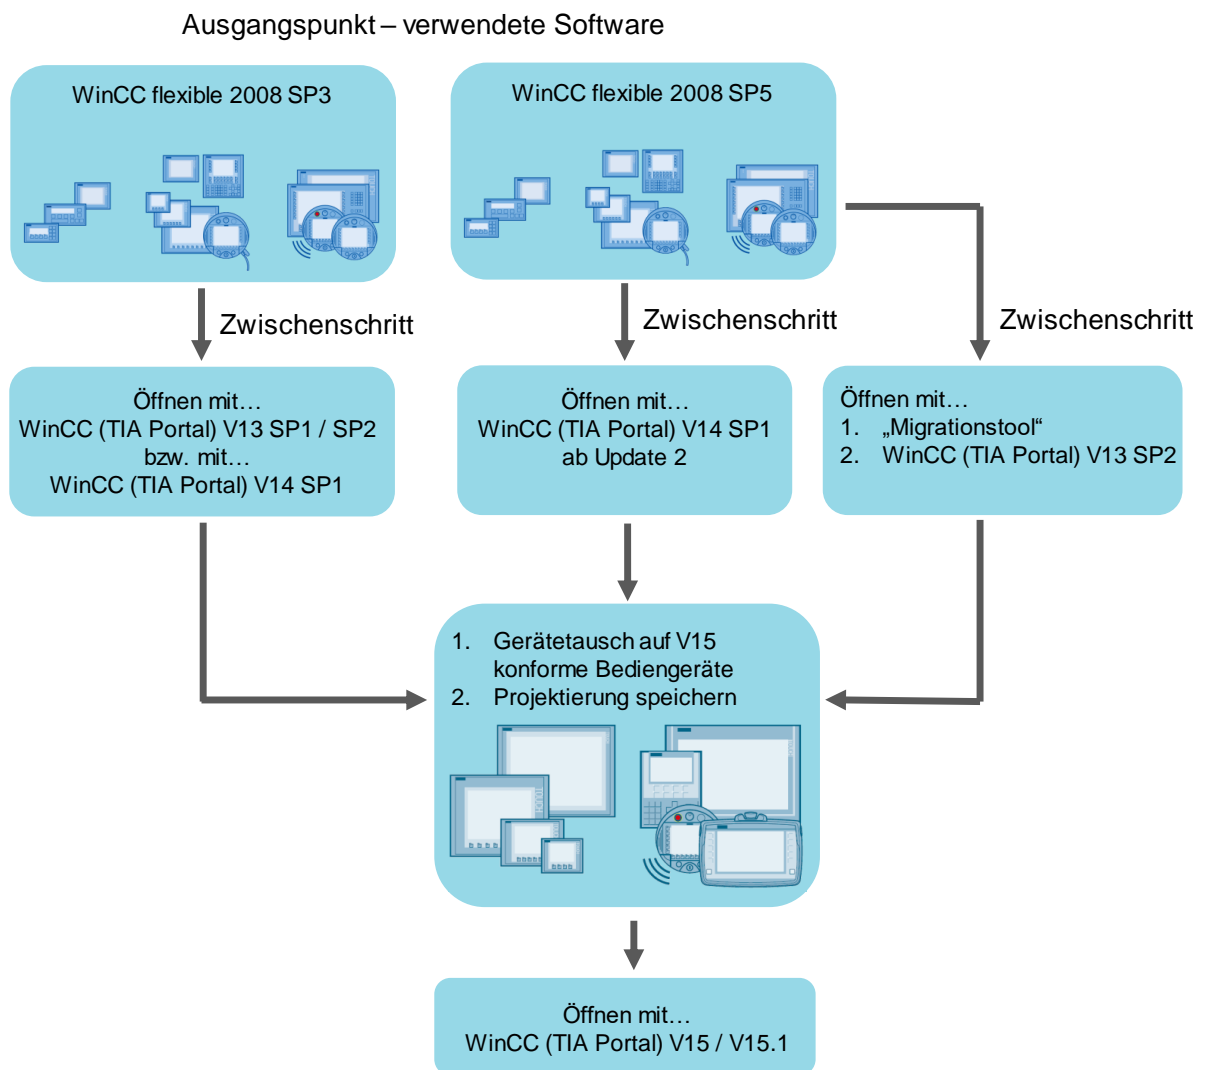 Ausgangspunkt – verwendete Software
WinCC flexible 2008 SP3
WinCC flexible 2008 SP5
Zwischenschritt
Zwischenschritt
Zwischenschritt
Öffnen mit…
WinCC (TIA Portal) V13 SP1 / SP2
bzw. mit…
WinCC (TIA Portal) V14 SP1
Öffnen mit…
WinCC (TIA Portal) V14 SP1
ab Update 2
Öffnen mit…
1. „Migrationstool“
2. WinCC (TIA Portal) V13 SP2
1. Gerätetausch auf V15
konforme Bediengeräte
2. Projektierung speichern
Öffnen mit…
WinCC (TIA Portal) V15 / V15.1